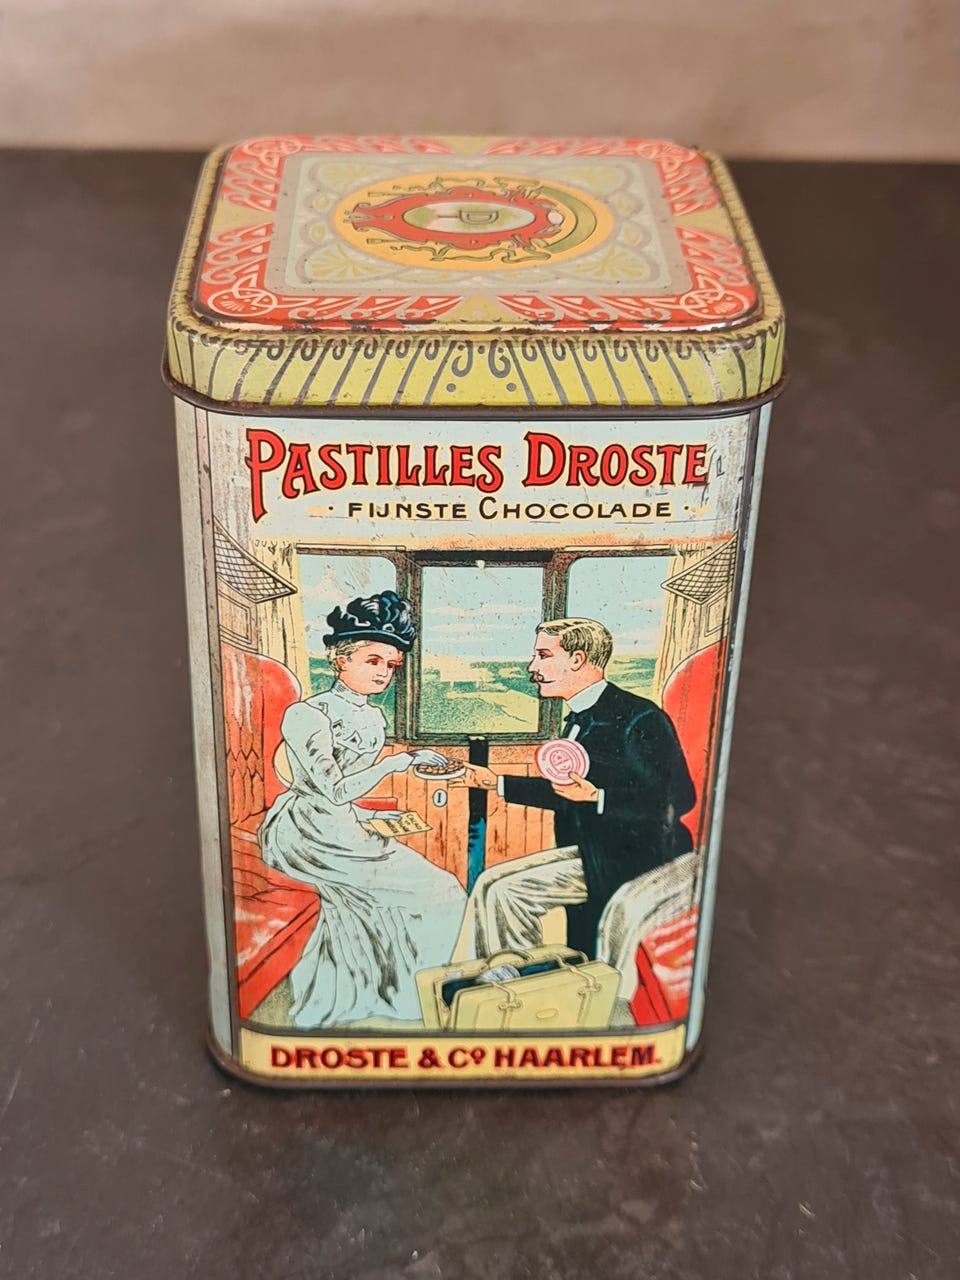 D
PASTILLES DROSTE
· FIJNSTE CHOCOLADE ·
DROSTE & Cº HAARLEM.